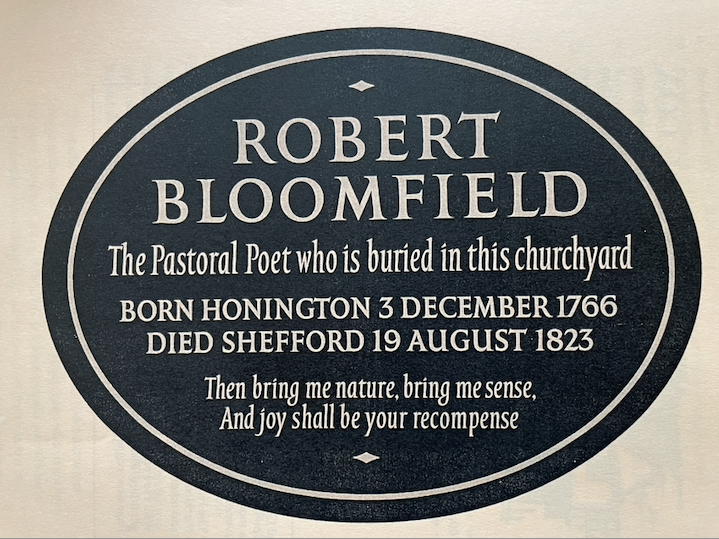 ROBERT
BLOOMFIELD
The Pastoral Poet who is buried in this churchyard
BORN HONINGTON 3 DECEMBER 1766
DIED SHEFFORD 19 AUGUST 1823
Then bring me nature, bring me sense,
And joy shall be your recompense